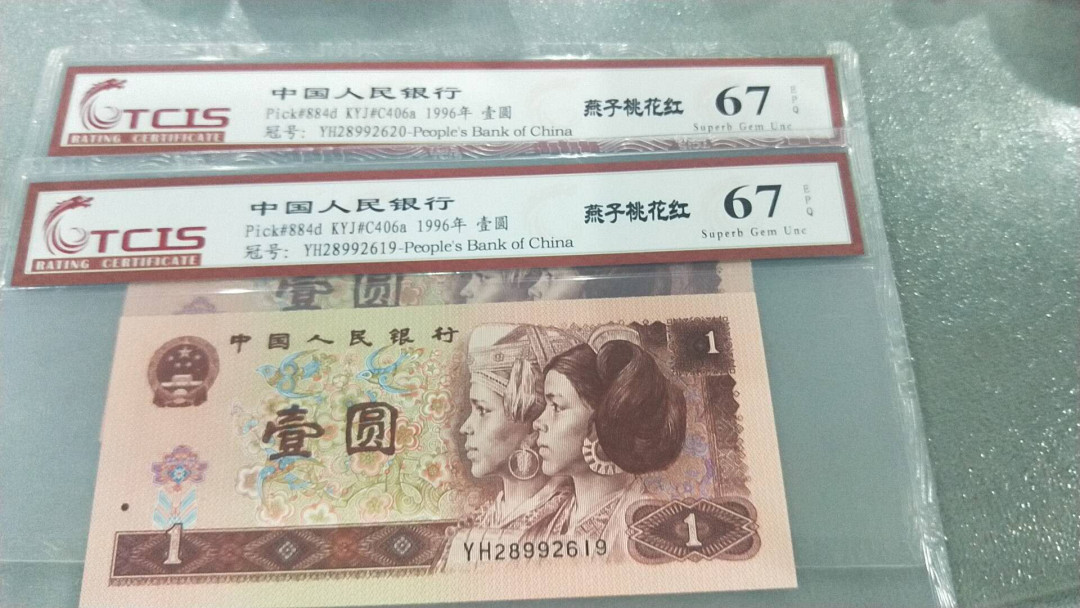 TCIS
RATING CERTIFICATE
中国人民银行
Pick#884d KYJ#C406a 1996年 壹圆
冠号: YH28992620-People's Bank of China
燕子桃花红
67
EPQ
Superb Gem Unc
TCIS
RATING CERTIFICATE
中国人民银行
Pick#884d KYJ#C406a 1996年 壹圆
冠号: YH28992619-People's Bank of China
燕子桃花红
67
EPQ
Superb Gem Unc
壹圆
中国人民银行
1
壹圆
1
YH28992619
1